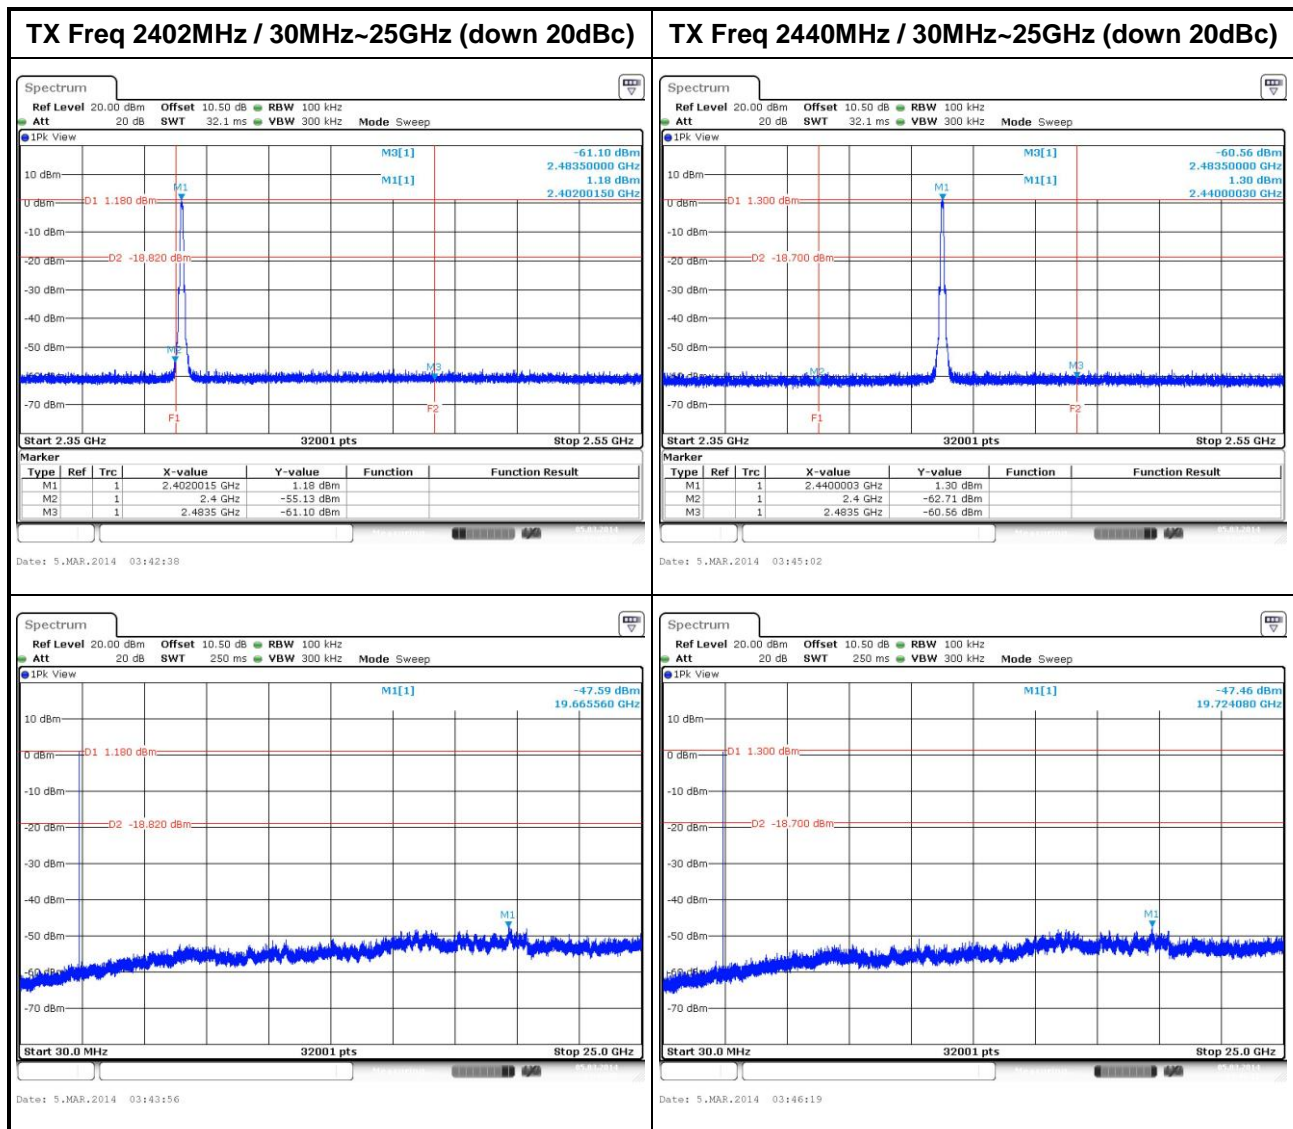 TX Freq 2402MHz / 30MHz~25GHz (down 20dBc)
TX Freq 2440MHz / 30MHz~25GHz (down 20dBc)
Spectrum
Ref Level 20.00 dBm Offset 10.50 dB RBW 100 kHz
Att 20 dB SWT 32.1 ms VBW 300 kHz Mode Sweep
1Pk View
M3[1] -61.10 dBm
2.48350000 GHz
M1[1] 1.18 dBm
2.40200150 GHz
10 dBm
M1
0 dBm
D1 1.180 dBm
-10 dBm
-20 dBm
D2 -18.820 dBm
-30 dBm
-40 dBm
-50 dBm
M2
M3
-70 dBm
F1
F2
Start 2.35 GHz 32001 pts Stop 2.55 GHz
Marker
Type Ref Trc X-value Y-value Function Function Result
M1 1 2.4020015 GHz 1.18 dBm
M2 1 2.4 GHz -55.13 dBm
M3 1 2.4835 GHz -61.10 dBm
Date: 5.MAR.2014 03:42:38
Spectrum
Ref Level 20.00 dBm Offset 10.50 dB RBW 100 kHz
Att 20 dB SWT 32.1 ms VBW 300 kHz Mode Sweep
1Pk View
M3[1] -60.56 dBm
2.48350000 GHz
M1[1] 1.30 dBm
2.44000030 GHz
10 dBm
M1
0 dBm
D1 1.300 dBm
-10 dBm
-20 dBm
D2 -18.700 dBm
-30 dBm
-40 dBm
-50 dBm
M2
M3
-70 dBm
F1
F2
Start 2.35 GHz 32001 pts Stop 2.55 GHz
Marker
Type Ref Trc X-value Y-value Function Function Result
M1 1 2.4400003 GHz 1.30 dBm
M2 1 2.4 GHz -62.71 dBm
M3 1 2.4835 GHz -60.56 dBm
Date: 5.MAR.2014 03:45:02
Spectrum
Ref Level 20.00 dBm Offset 10.50 dB RBW 100 kHz
Att 20 dB SWT 250 ms VBW 300 kHz Mode Sweep
1Pk View
M1[1] -47.59 dBm
19.665560 GHz
10 dBm
0 dBm
D1 1.180 dBm
-10 dBm
-20 dBm
D2 -18.820 dBm
-30 dBm
-40 dBm
M1
-50 dBm
-60 dBm
-70 dBm
Start 30.0 MHz 32001 pts Stop 25.0 GHz
Date: 5.MAR.2014 03:43:56
Spectrum
Ref Level 20.00 dBm Offset 10.50 dB RBW 100 kHz
Att 20 dB SWT 250 ms VBW 300 kHz Mode Sweep
1Pk View
M1[1] -47.46 dBm
19.724080 GHz
10 dBm
0 dBm
D1 1.300 dBm
-10 dBm
-20 dBm
D2 -18.700 dBm
-30 dBm
-40 dBm
M1
-50 dBm
-60 dBm
-70 dBm
Start 30.0 MHz 32001 pts Stop 25.0 GHz
Date: 5.MAR.2014 03:46:19